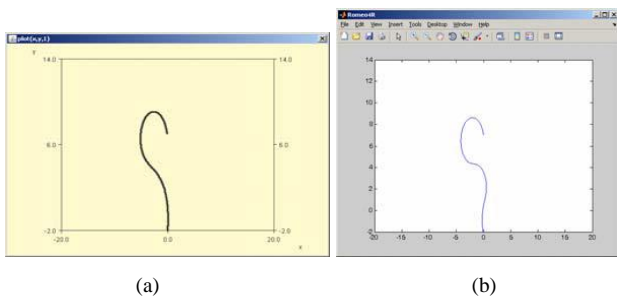 plot(x,y,1)
Y
14.0 14.0
6.0 6.0
-2.0 -2.0
-20.0 0.0 20.0
x
(a)
Romeo4R
File Edit View Insert Tools Desktop Window Help
14
12
10
8
6
4
2
0
-2
-20 -15 -10 -5 0 5 10 15 20
(b)